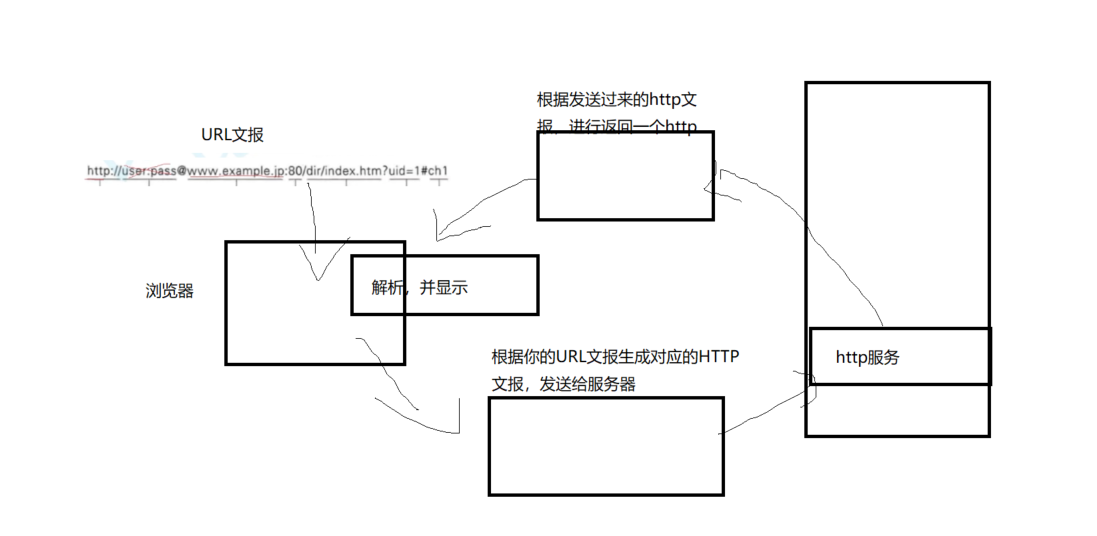 根据发送过来的http文
报，进行返回一个http
URL文报
http://user:pass@www.example.jp:80/dir/index.htm?uid=1#ch1
浏览器
解析，并显示
根据你的URL文报生成对应的HTTP
文报，发送给服务器
http服务